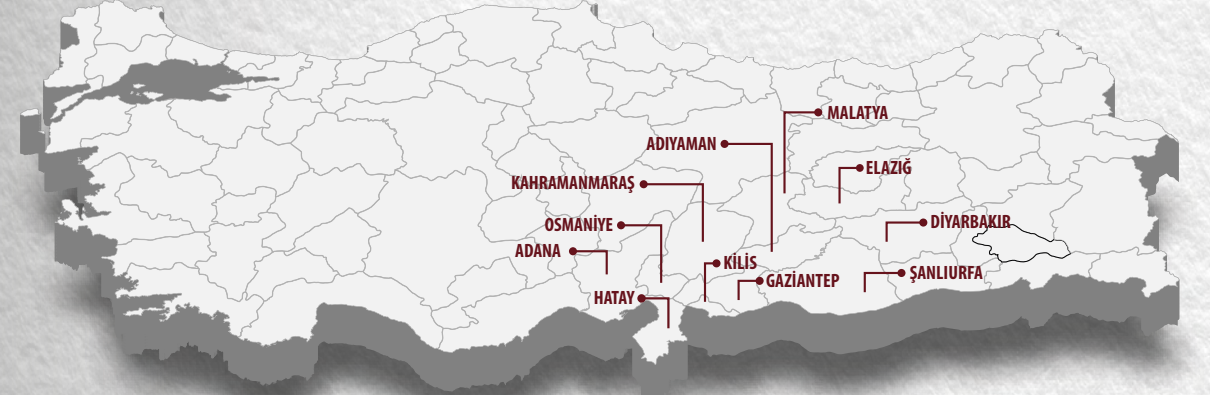 MALATYA
ADIYAMAN
ELAZIĞ
KAHRAMANMARAŞ
OSMANİYE
DİYARBAKIR
ADANA
KİLİS
ŞANLIURFA
GAZİANTEP
HATAY